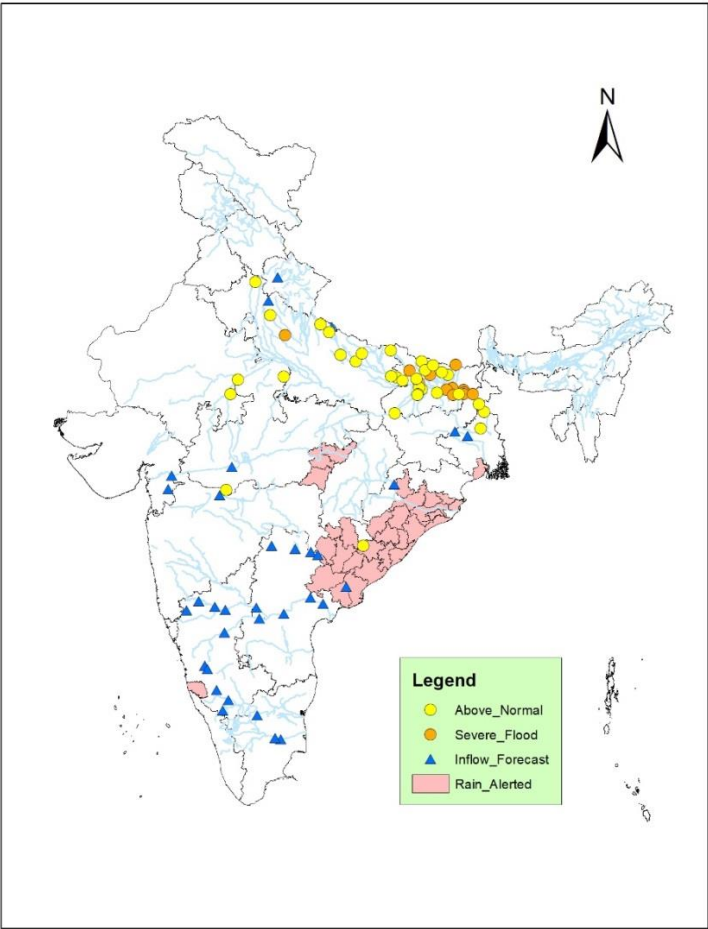 N
Legend
Above_Normal
Severe_Flood
Inflow_Forecast
Rain_Alerted